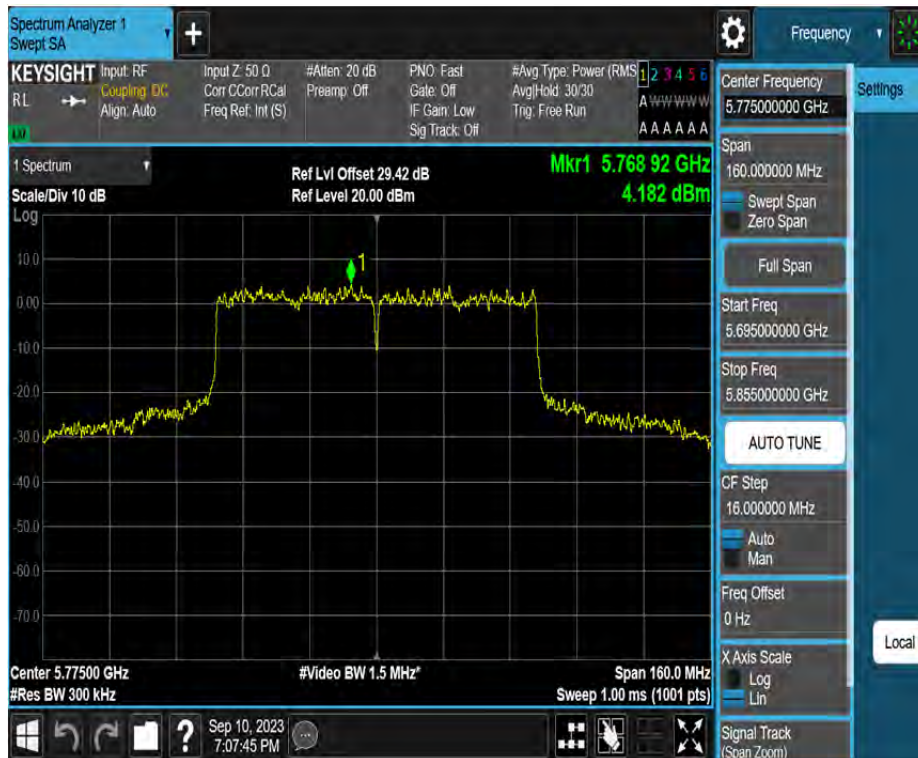 Spectrum Analyzer 1
Swept SA
+
Frequency
KEYSIGHT
RL
Input: RF
Coupling: DC
Align: Auto
Input Z: 50 Ω
Corr CCorr RCal
Freq Ref: Int (S)
#Atten: 20 dB
Preamp: Off
PNO: Fast
Gate: Off
IF Gain: Low
Sig Track: Off
#Avg Type: Power (RMS
Avg|Hold: 30/30
Trig: Free Run
1 2 3 4 5 6
A W W W W W
A A A A A A
1 Spectrum
Scale/Div 10 dB
Ref Lvl Offset 29.42 dB
Ref Level 20.00 dBm
Mkr1 5.768 92 GHz
4.182 dBm
Log
10.0
0.00
-10.0
-20.0
-30.0
-40.0
-50.0
-60.0
-70.0
1
Center 5.77500 GHz
#Res BW 300 kHz
#Video BW 1.5 MHz*
Span 160.0 MHz
Sweep 1.00 ms (1001 pts)
?
Sep 10, 2023
7:07:45 PM
Center Frequency
5.775000000 GHz
Settings
Span
160.000000 MHz
Swept Span
Zero Span
Full Span
Start Freq
5.695000000 GHz
Stop Freq
5.855000000 GHz
AUTO TUNE
CF Step
16.000000 MHz
Auto
Man
Freq Offset
0 Hz
X Axis Scale
Log
Lin
Local
Signal Track
(Span Zoom)